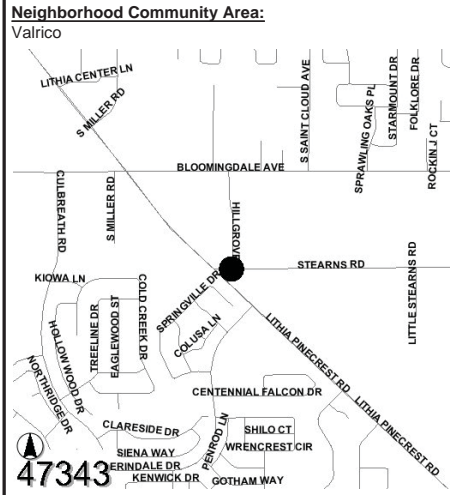 Neighborhood Community Area:
Valrico
LITHIA CENTER LN
S MILLER RD
S SAINT CLOUD AVE
SPRAWLING OAKS PL
STARMOUNT DR
FOLKLORE DR
ROCKIN J CT
BLOOMINGDALE AVE
CULBREATH RD
S MILLER RD
HILLGROVE
STEARNS RD
LITTLE STEARNS RD
KIOWA LN
COLD CREEK DR
SPRINGVILLE DR
TREELINE DR
EAGLEWOOD ST
COLUSA LN
HOLLOW WOOD DR
NORTHRIDGE DR
LITHIA PINECREST RD
CENTENNIAL FALCON DR
LITHIA PINECREST RD
CLARESIDE DR
PENROD LN
SHILO CT
WRENCREST CIR
SIENA WAY
ERINDALE DR
KENWICK DR
GOTHAM WAY
47343